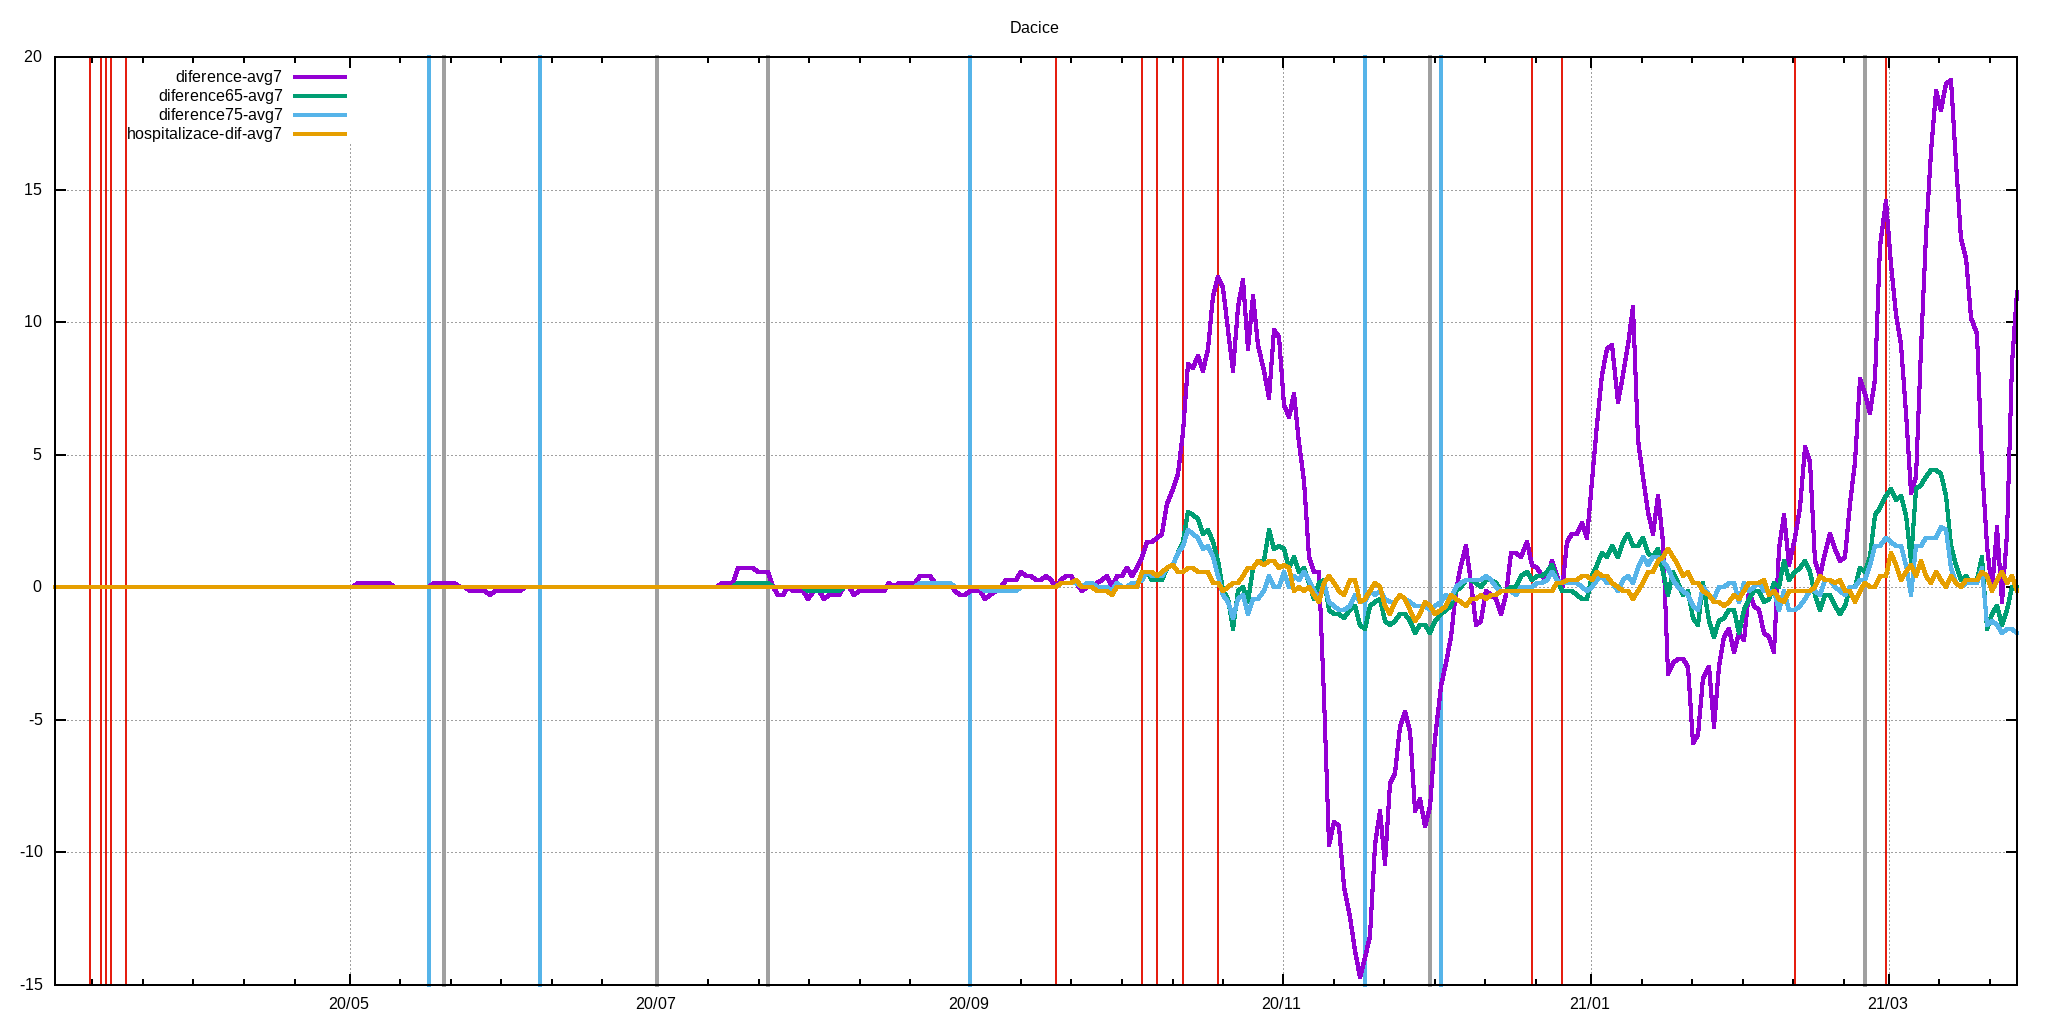 Dacice
20
15
10
5
0
-5
-10
-15
diference-avg7
diference65-avg7
diference75-avg7
hospitalizace-dif-avg7
20/05 20/07 20/09 20/11 21/01 21/03